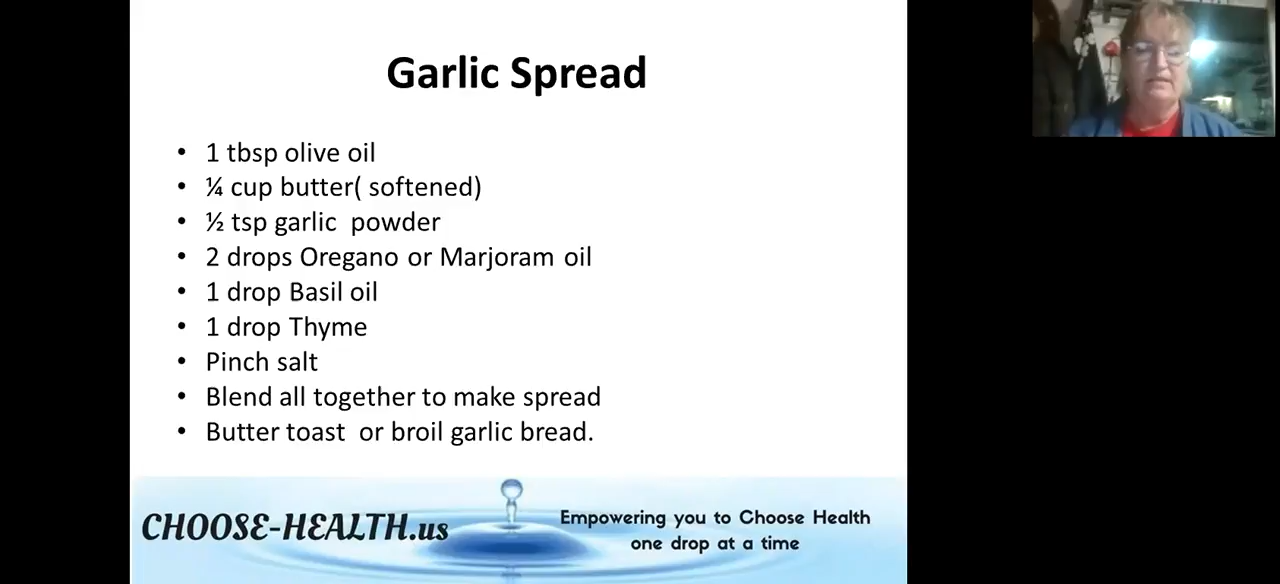 Garlic Spread
• 1 tbsp olive oil
• ¼ cup butter( softened)
• ½ tsp garlic  powder
• 2 drops Oregano or Marjoram oil
• 1 drop Basil oil
• 1 drop Thyme
• Pinch salt
• Blend all together to make spread
• Butter toast  or broil garlic bread.
CHOOSE-HEALTH.us
Empowering you to Choose Health
one drop at a time